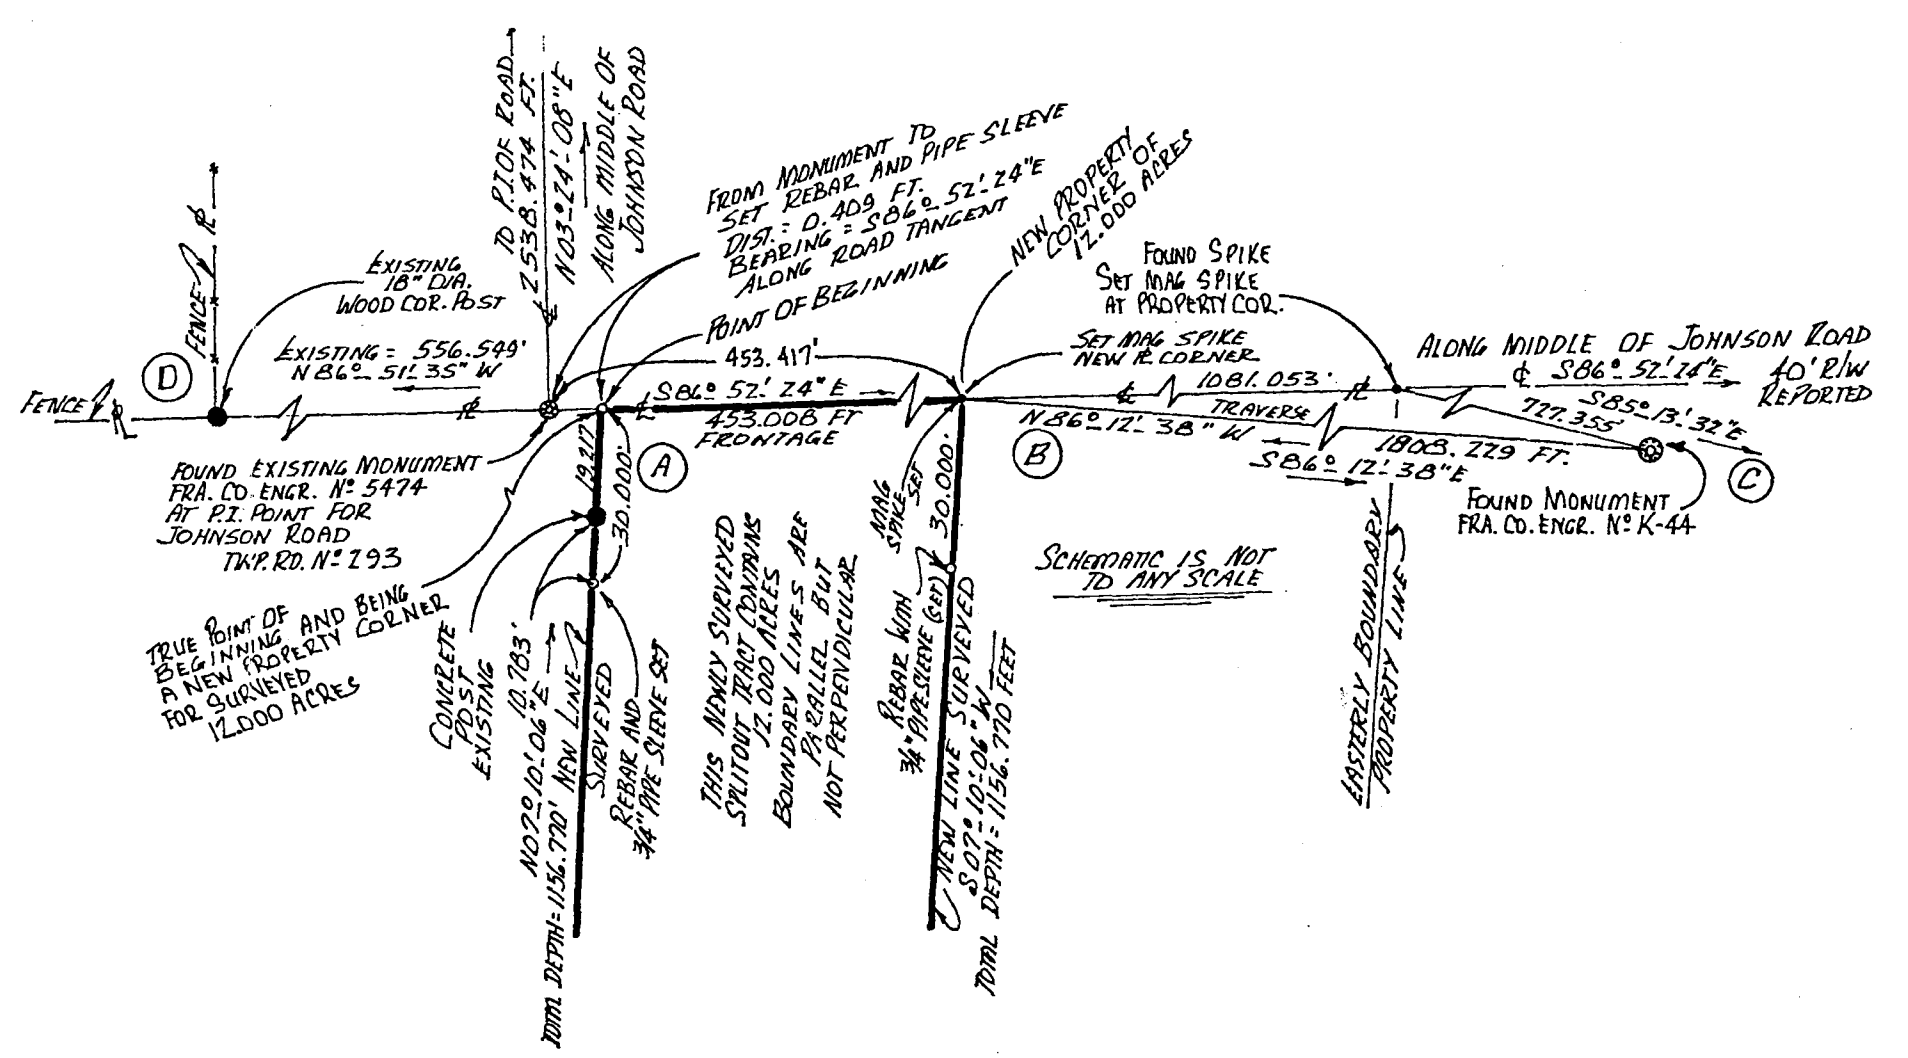 TO P.I. OF ROAD
2538.474 FT.
N03°-24'-08"E
ALONG MIDDLE OF
JOHNSON ROAD
FROM MONUMENT TO
SET REBAR AND PIPE SLEEVE
DIST. = 0.409 FT.
BEARING = S86°-52'-24"E
ALONG ROAD TANGENT
POINT OF BEGINNING
NEW PROPERTY
CORNER OF
12.000 ACRES
FOUND SPIKE
SET MAG SPIKE
AT PROPERTY COR.
SET MAG SPIKE
NEW PL CORNER
ALONG MIDDLE OF JOHNSON ROAD
S86°-52'-24"E
40' R/W
REPORTED
FENCE
PL
EXISTING
18" DIA.
WOOD COR. POST
D
EXISTING = 556.549'
N86°-51'-35"W
FENCE
PL
PL
453.417'
S86°-52'-24"E
453.008 FT
FRONTAGE
1081.053'
PL
TRAVERSE
N86°-12'-38"W
1808.229 FT.
S86°-12'-38"E
S85°-13'-32"E
727.355
A
B
C
FOUND MONUMENT
FRA. CO. ENGR. Nº K-44
FOUND EXISTING MONUMENT
FRA. CO. ENGR. Nº 5474
AT P.I. POINT FOR
JOHNSON ROAD
TWP. RD. Nº 293
TRUE POINT OF
BEGINNING AND BEING
A NEW PROPERTY CORNER
FOR SURVEYED
12.000 ACRES
19.217'
30.000'
CONCRETE
POST
EXISTING
10.783'
N07°-10'-06"E
NEW LINE
SURVEYED
TOTAL DEPTH = 1156.770'
REBAR AND
3/4" PIPE SLEEVE SET
THIS NEWLY SURVEYED
SPLITOUT TRACT CONTAINS
12.000 ACRES
BOUNDARY LINES ARE
PARALLEL BUT
NOT PERPENDICULAR
MAG
SPIKE SET
30.000'
REBAR WITH
3/4" PIPE SLEEVE (SET)
NEW LINE SURVEYED
S07°-10'-06"W
TOTAL DEPTH = 1156.770 FEET
SCHEMATIC IS NOT
TO ANY SCALE
EASTERLY BOUNDARY
PROPERTY LINE